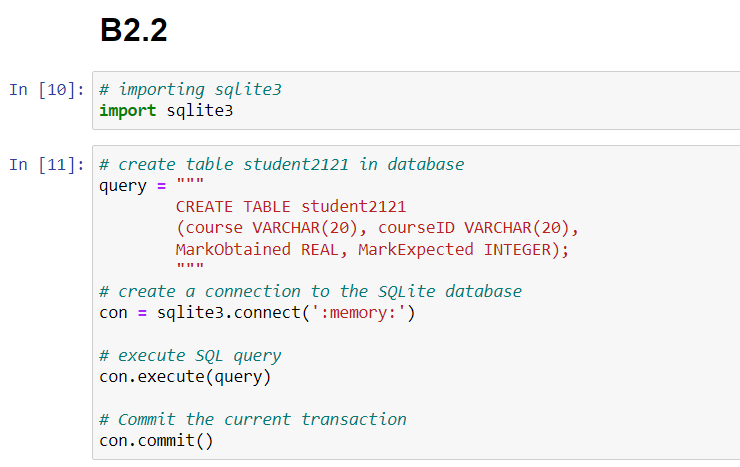 B2.2
In [10]: # importing sqlite3
import sqlite3
In [11]: # create table student2121 in database
query = """
CREATE TABLE student2121
(course VARCHAR(20), courseID VARCHAR(20),
MarkObtained REAL, MarkExpected INTEGER);
"""
# create a connection to the SQLite database
con = sqlite3.connect(':memory:')
# execute SQL query
con.execute(query)
# Commit the current transaction
con.commit()